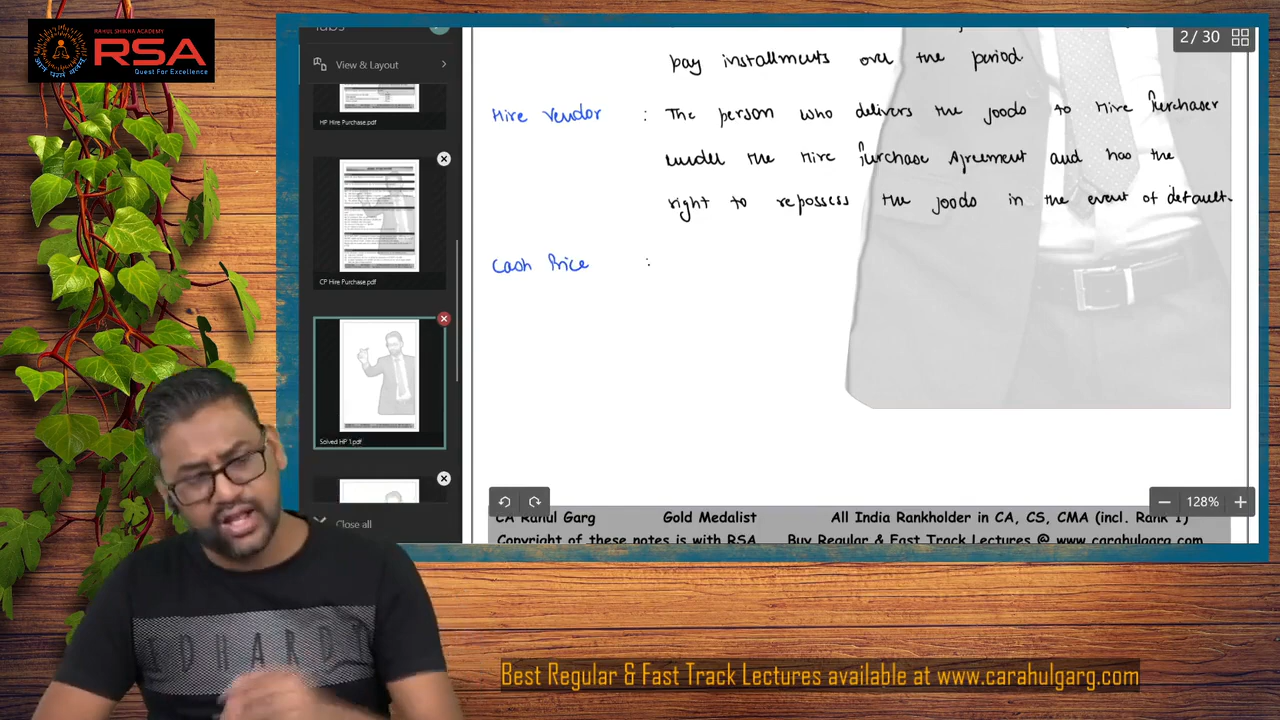 RAHUL SHIKHA ACADEMY
RSA
Quest For Excellence
View & Layout
HP Hire Purchase.pdf
CP Hire Purchase.pdf
Solved HP 1.pdf
Close all
2 / 30
pay installments over the period
Hire Vendor : The person who delivers the goods to Hire Purchaser
under the Hire Purchase Agreement and has the
right to repossess the goods in the event of default.
Cash Price :
128%
CA Rahul Garg Gold Medalist All India Rankholder in CA, CS, CMA (incl. Rank 1)
Copyright of these notes is with RSA Buy Regular & Fast Track Lectures @ www.carahulgarg.com
Best Regular & Fast Track Lectures available at www.carahulgarg.com